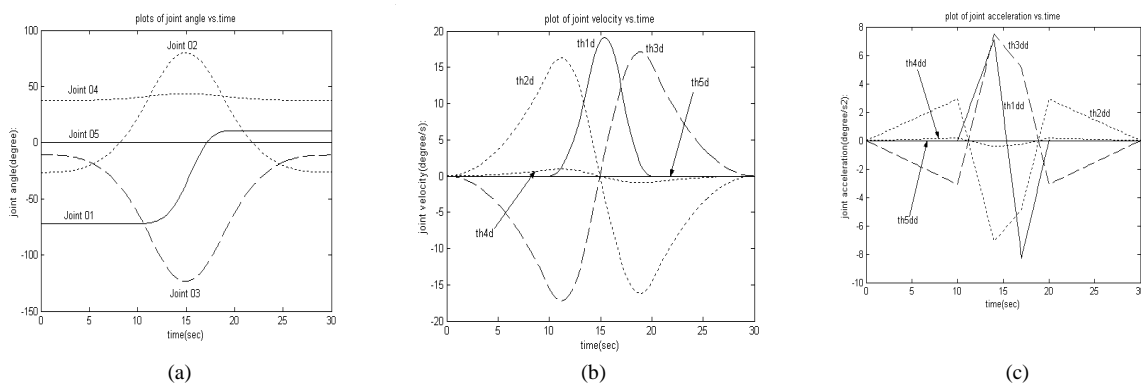 plots of joint angle vs.time
100
50
0
-50
-100
-150
0 5 10 15 20 25 30
joint angle(degree):
time(sec)
Joint 02
Joint 04
Joint 05
Joint 01
Joint 03
(a)
plot of joint velocity vs.time
20
15
10
5
0
-5
-10
-15
-20
0 5 10 15 20 25 30
joint velocity(degree/s):
time(sec)
th1d
th2d
th3d
th5d
th4d
(b)
plot of joint acceleration vs.time
8
6
4
2
0
-2
-4
-6
-8
-10
0 5 10 15 20 25 30
joint acceleration(degree/s2):
time(sec)
th3dd
th4dd
th1dd
th2dd
th5dd
(c)